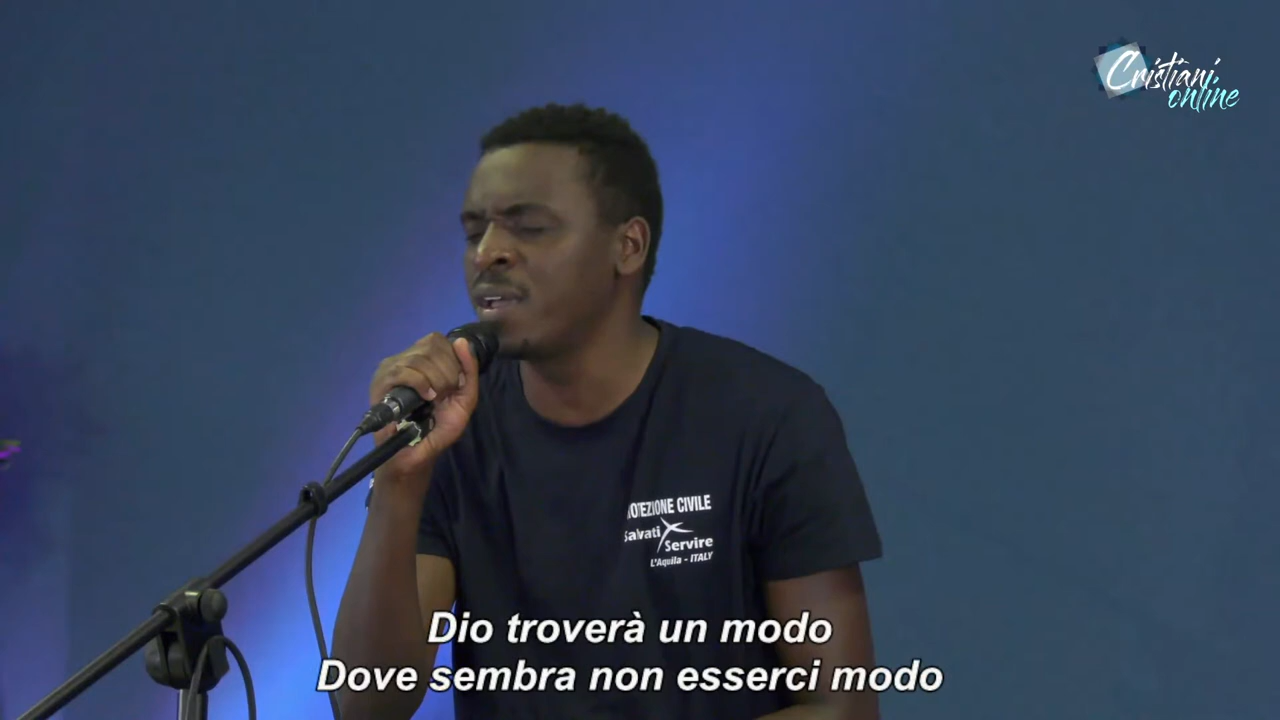 Cristiani
online
OTEZIONE CIVILE
Salvati
Servire
L'Aquila - ITALY
Dio troverà un modo
Dove sembra non esserci modo